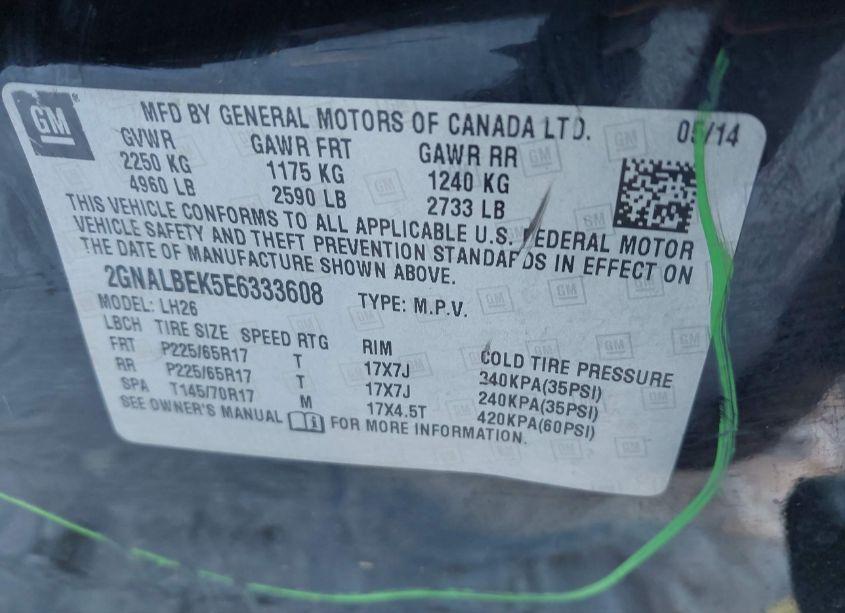 GM
MFD BY GENERAL MOTORS OF CANADA LTD. 05/14
GVWR GAWR FRT GAWR RR
2250 KG 1175 KG 1240 KG
4960 LB 2590 LB 2733 LB
THIS VEHICLE CONFORMS TO ALL APPLICABLE U.S. FEDERAL MOTOR
VEHICLE SAFETY AND THEFT PREVENTION STANDARDS IN EFFECT ON
THE DATE OF MANUFACTURE SHOWN ABOVE.
2GNALBEK5E6333608 TYPE: M.P.V.
MODEL: LH26
LBCH TIRE SIZE SPEED RTG RIM COLD TIRE PRESSURE
FRT P225/65R17 T 17X7J 240KPA(35PSI)
RR P225/65R17 T 17X7J 240KPA(35PSI)
SPA T145/70R17 M 17X4.5T 420KPA(60PSI)
SEE OWNER'S MANUAL FOR MORE INFORMATION.